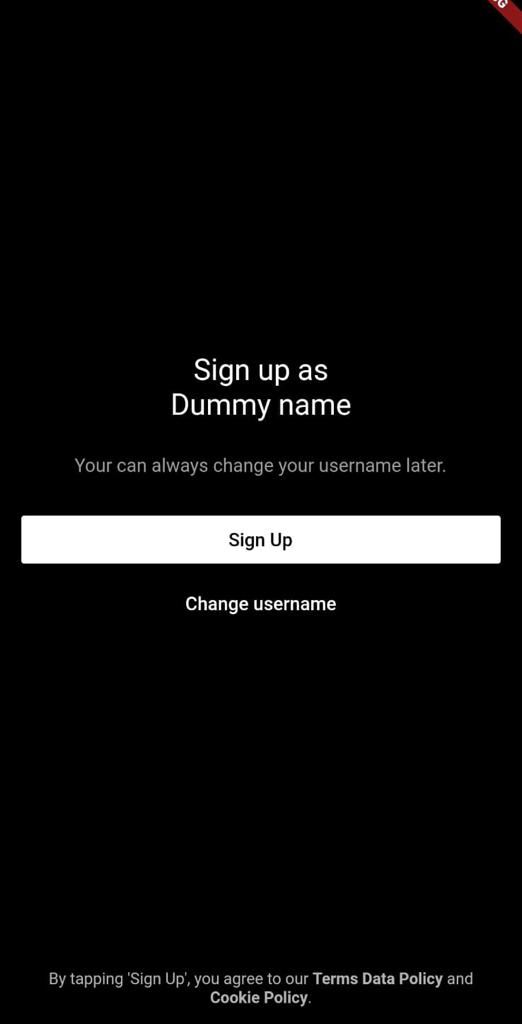 Sign up as
Dummy name
Your can always change your username later.
Sign Up
Change username
By tapping 'Sign Up', you agree to our Terms Data Policy and
Cookie Policy.